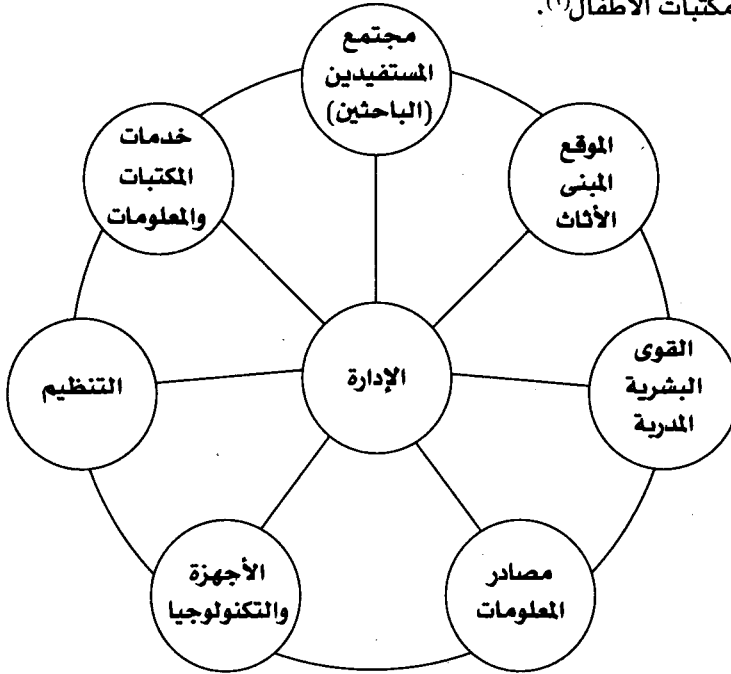 مكتبات الأطفال(١).
مجتمع
المستفيدين
(الباحثين)
الموقع
المبنى
الأثاث
القوى
البشرية
المدربة
مصادر
المعلومات
الأجهزة
والتكنولوجيا
التنظيم
خدمات
المكتبات
والمعلومات
الإدارة